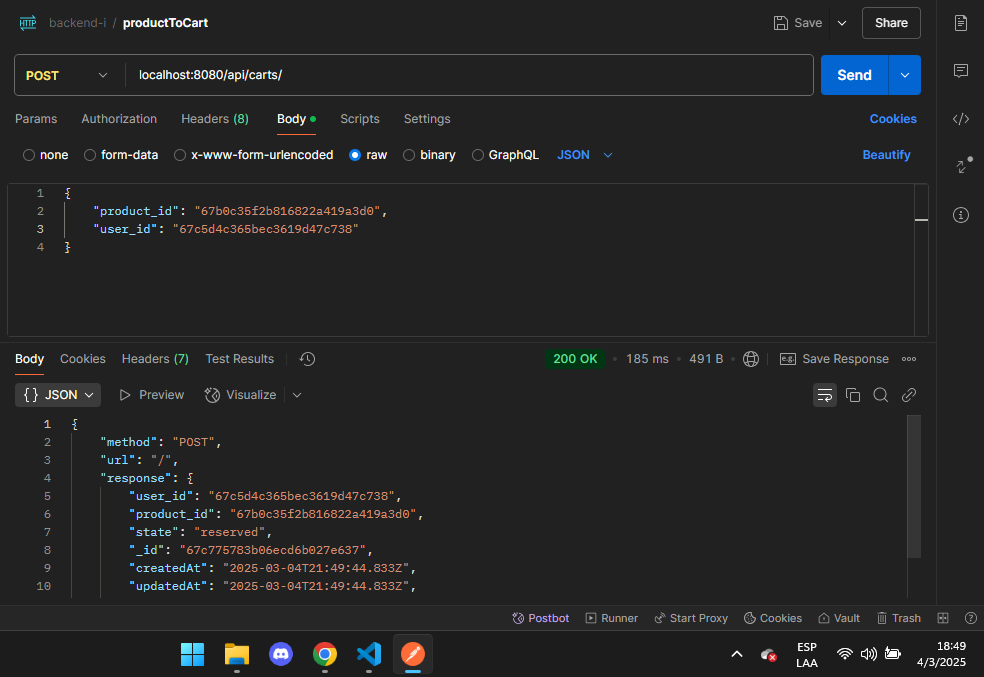 HTTP backend-i / productToCart Save Share
POST localhost:8080/api/carts/ Send
Params Authorization Headers (8) Body Scripts Settings Cookies
none form-data x-www-form-urlencoded raw binary GraphQL JSON Beautify
1 {
2 "product_id": "67b0c35f2b816822a419a3d0",
3 "user_id": "67c5d4c365bec3619d47c738"
4 }
Body Cookies Headers (7) Test Results 200 OK • 185 ms • 491 B • e.g. Save Response
{} JSON Preview Visualize
1 {
2 "method": "POST",
3 "url": "/",
4 "response": {
5 "user_id": "67c5d4c365bec3619d47c738",
6 "product_id": "67b0c35f2b816822a419a3d0",
7 "state": "reserved",
8 "_id": "67c775783b06ecd6b027e637",
9 "createdAt": "2025-03-04T21:49:44.833Z",
10 "updatedAt": "2025-03-04T21:49:44.833Z",
Postbot Runner Start Proxy Cookies Vault Trash
ESP 18:49
LAA 4/3/2025